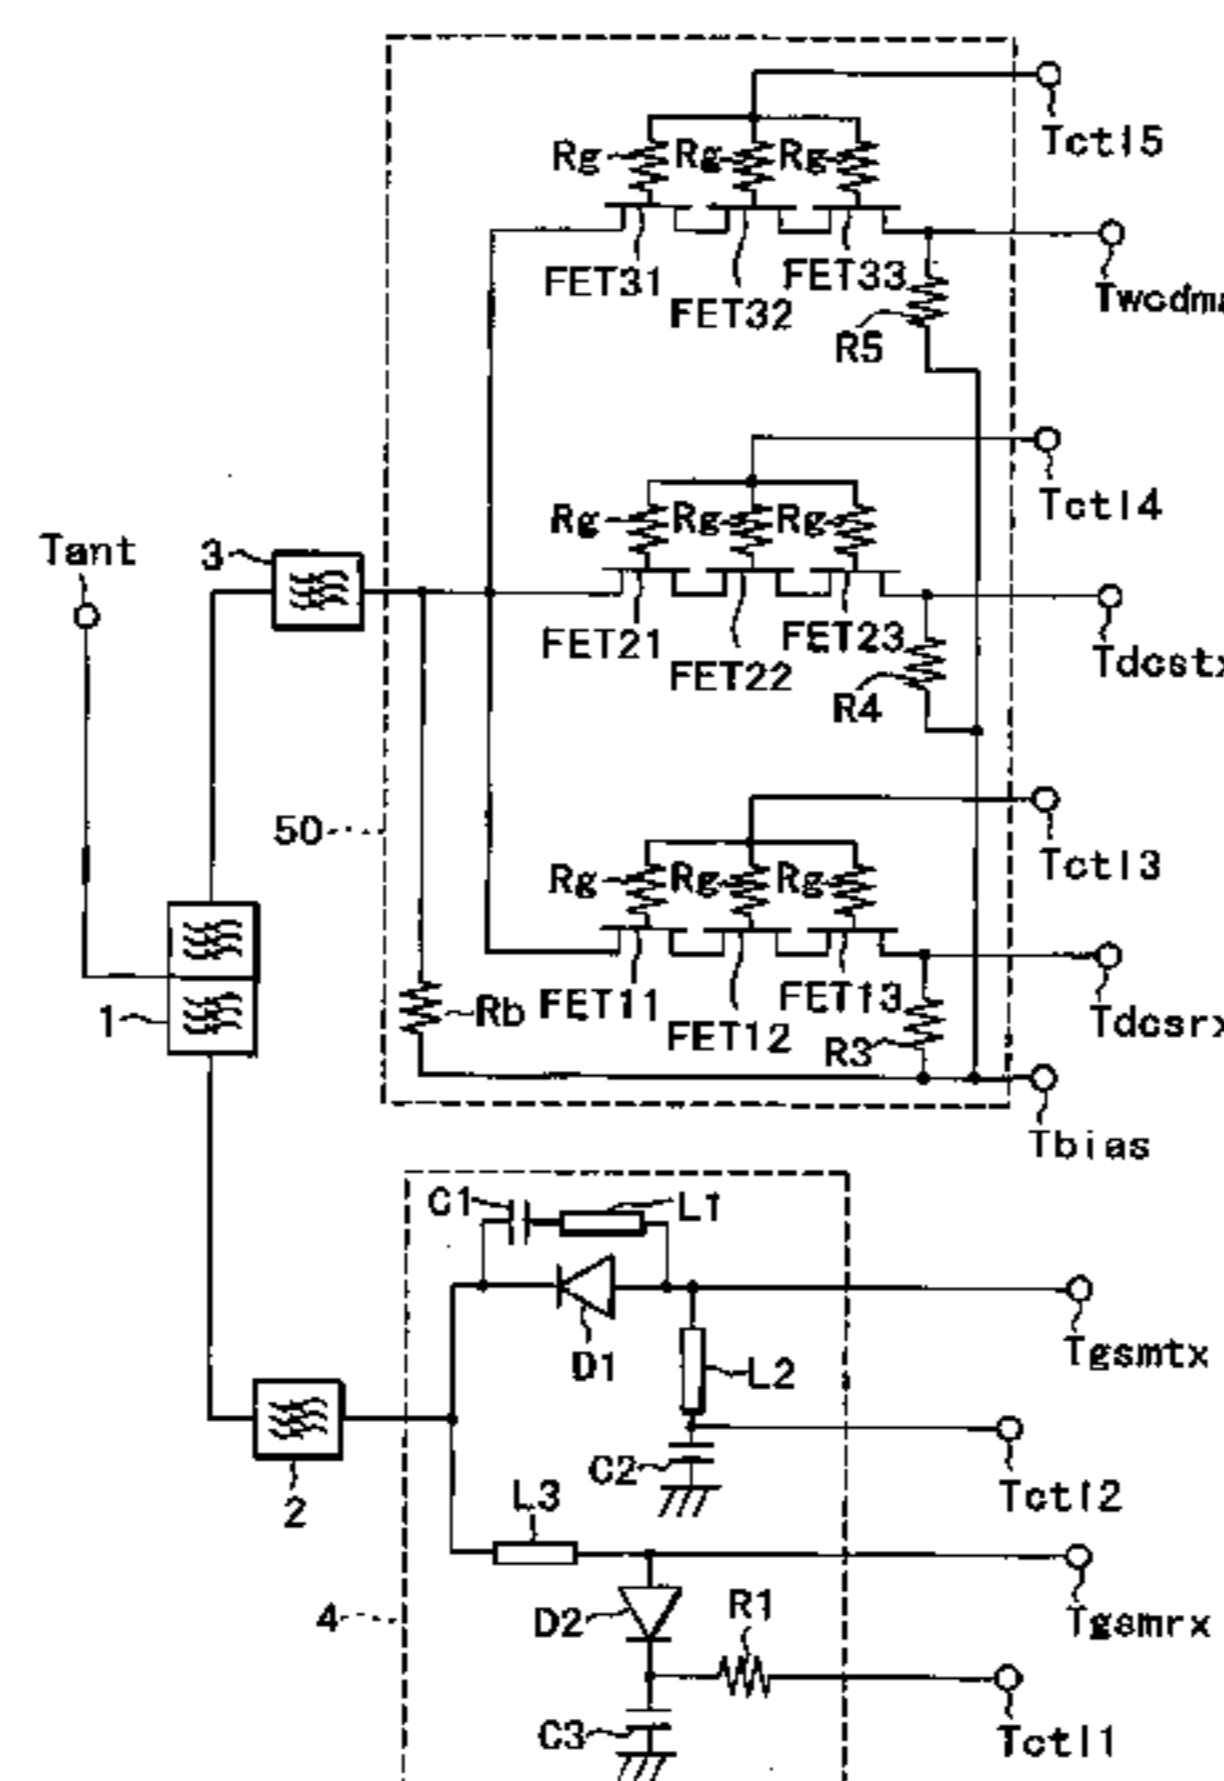 Tctl5
Rg Rg Rg
FET31 FET32 FET33
R5
Tctl4
Rg Rg Rg
Tant
3
FET21 FET22 FET23
R4
50
Tctl3
Rg Rg Rg
1
Rb
FET11 FET12 FET13
R3
Tbias
C1 L1
D1
L2
Tgsmtx
C2
Tctl2
2
L3
4
D2
R1
Tgsmrx
C3
Tctl1